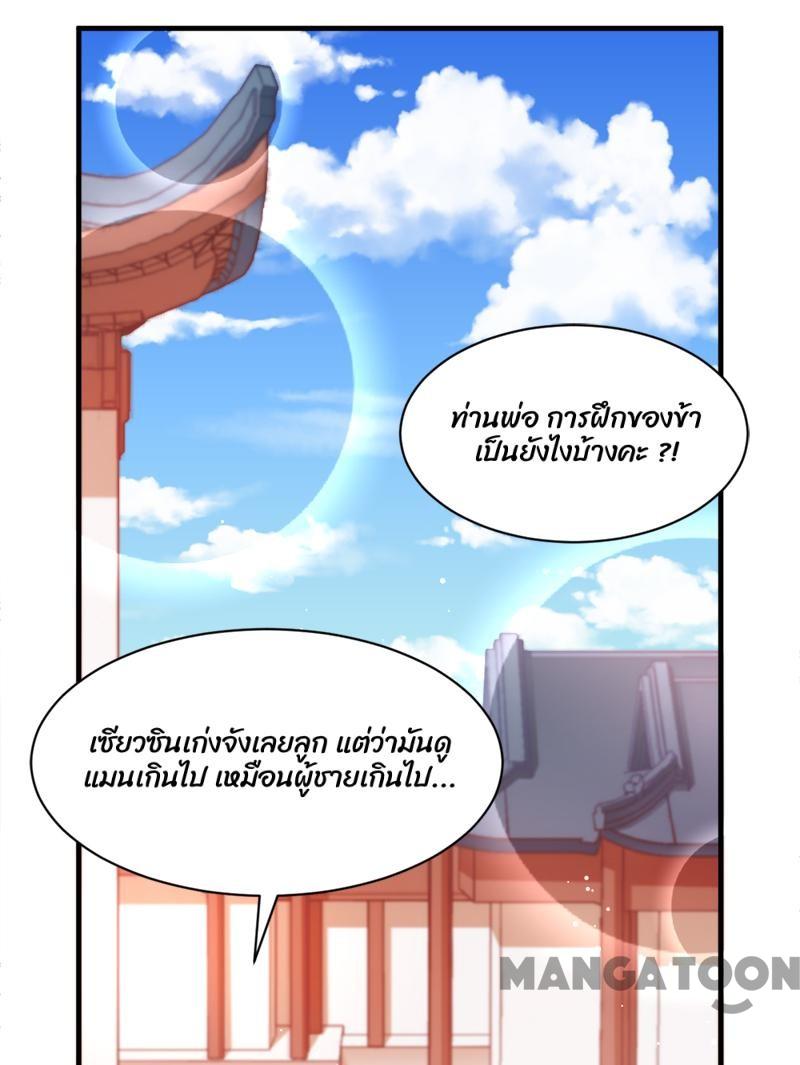 ท่านพ่อ การฝึกของข้า
เป็นยังไงบ้างคะ ?!
เซียวซินเก่งจังเลยลูก แต่ว่ามันดู
แมนเกินไป เหมือนผู้ชายเกินไป...
MANGATOON